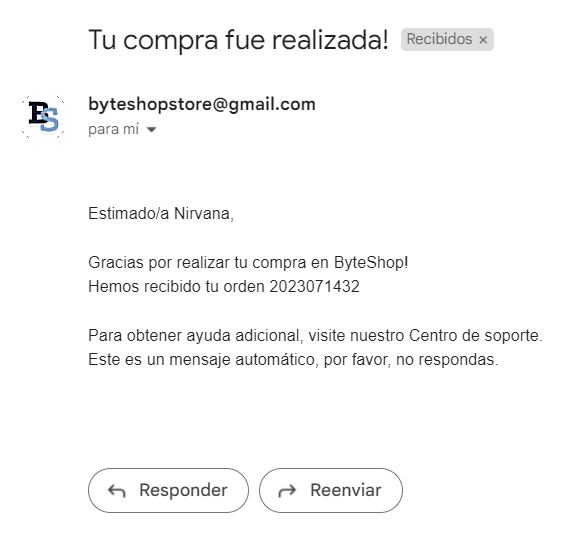 Tu compra fue realizada! Recibidos ×
BS
byteshopstore@gmail.com
para mí
Estimado/a Nirvana,
Gracias por realizar tu compra en ByteShop!
Hemos recibido tu orden 2023071432
Para obtener ayuda adicional, visite nuestro Centro de soporte.
Este es un mensaje automático, por favor, no respondas.
Responder Reenviar